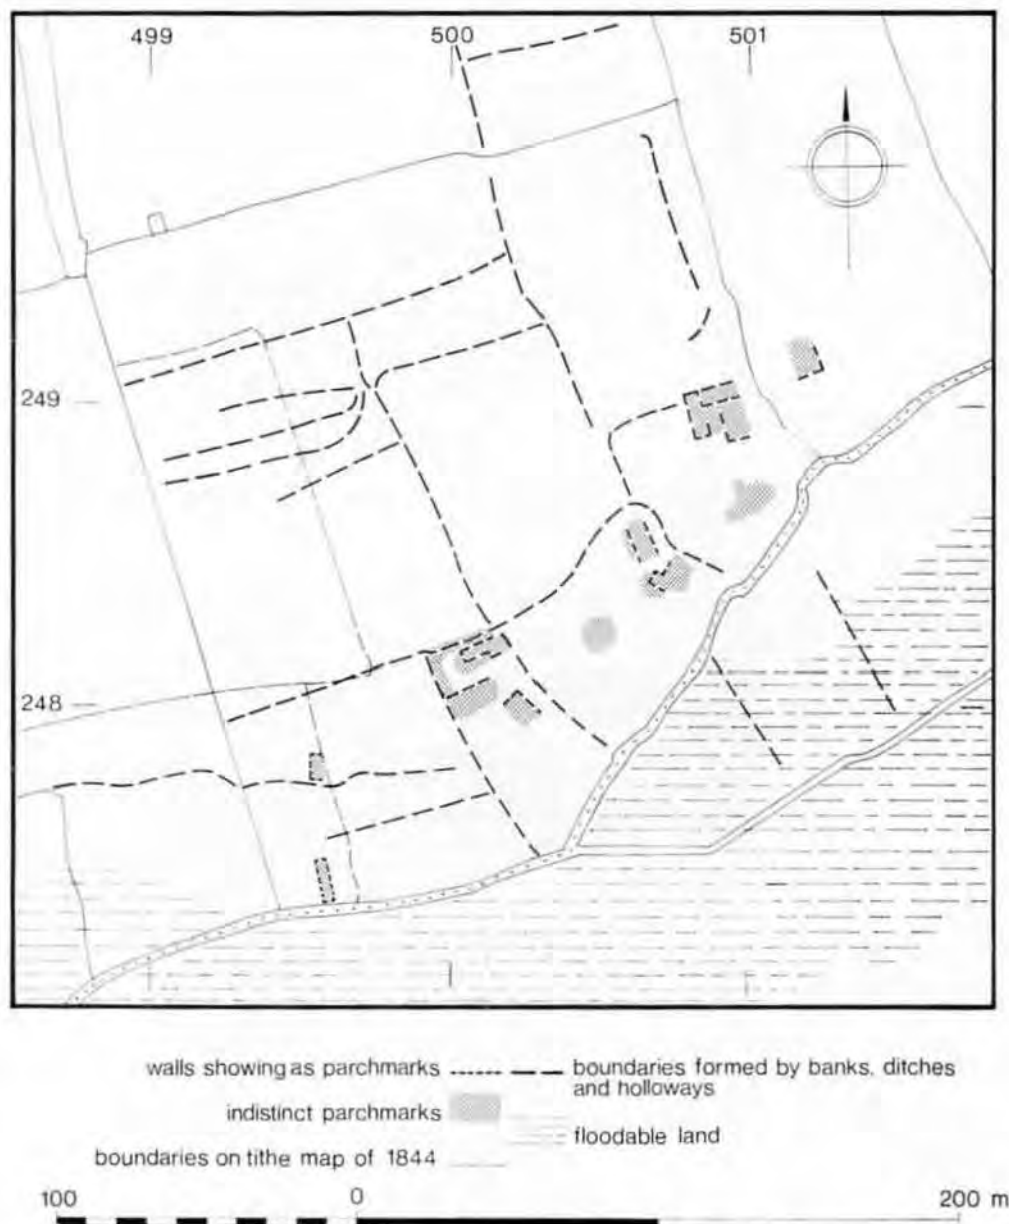 499 500 501
249
248
walls showing as parchmarks
boundaries formed by banks, ditches
and holloways
indistinct parchmarks
floodable land
boundaries on tithe map of 1844
100 0 200 m